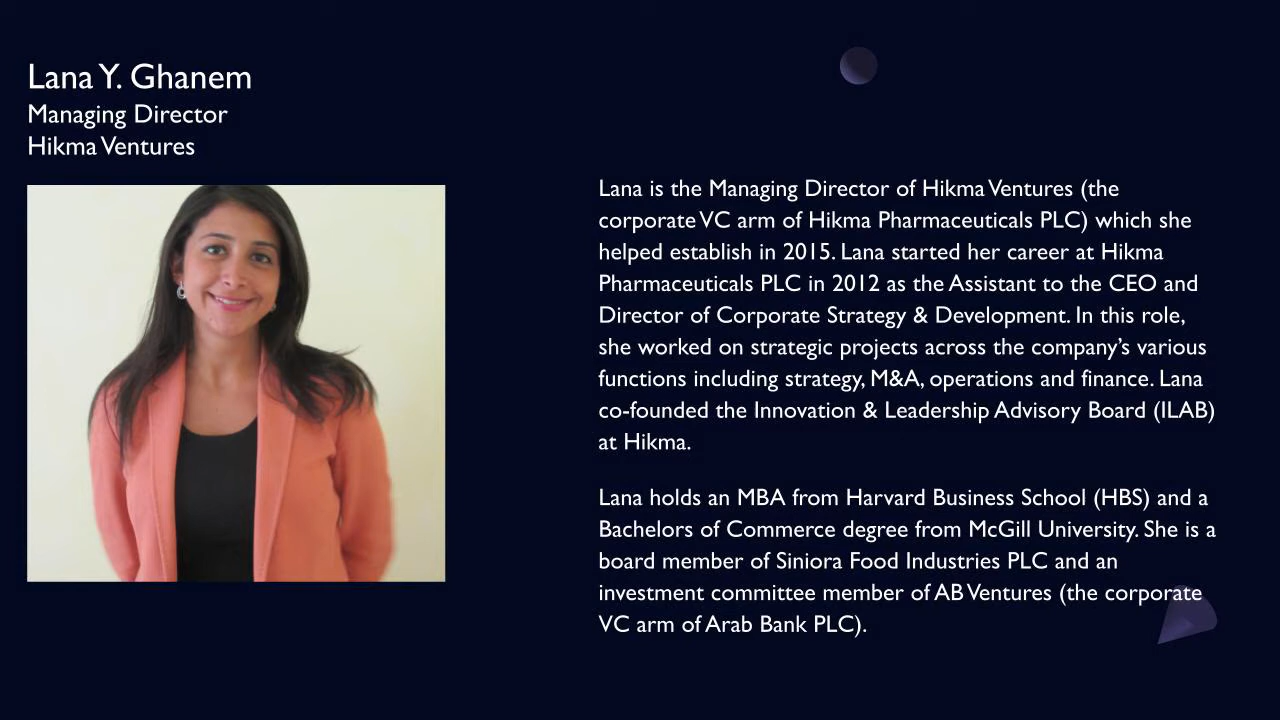 Lana Y. Ghanem
Managing Director
Hikma Ventures
Lana is the Managing Director of Hikma Ventures (the
corporate VC arm of Hikma Pharmaceuticals PLC) which she
helped establish in 2015. Lana started her career at Hikma
Pharmaceuticals PLC in 2012 as the Assistant to the CEO and
Director of Corporate Strategy & Development. In this role,
she worked on strategic projects across the company’s various
functions including strategy, M&A, operations and finance. Lana
co-founded the Innovation & Leadership Advisory Board (ILAB)
at Hikma.
Lana holds an MBA from Harvard Business School (HBS) and a
Bachelors of Commerce degree from McGill University. She is a
board member of Siniora Food Industries PLC and an
investment committee member of AB Ventures (the corporate
VC arm of Arab Bank PLC).